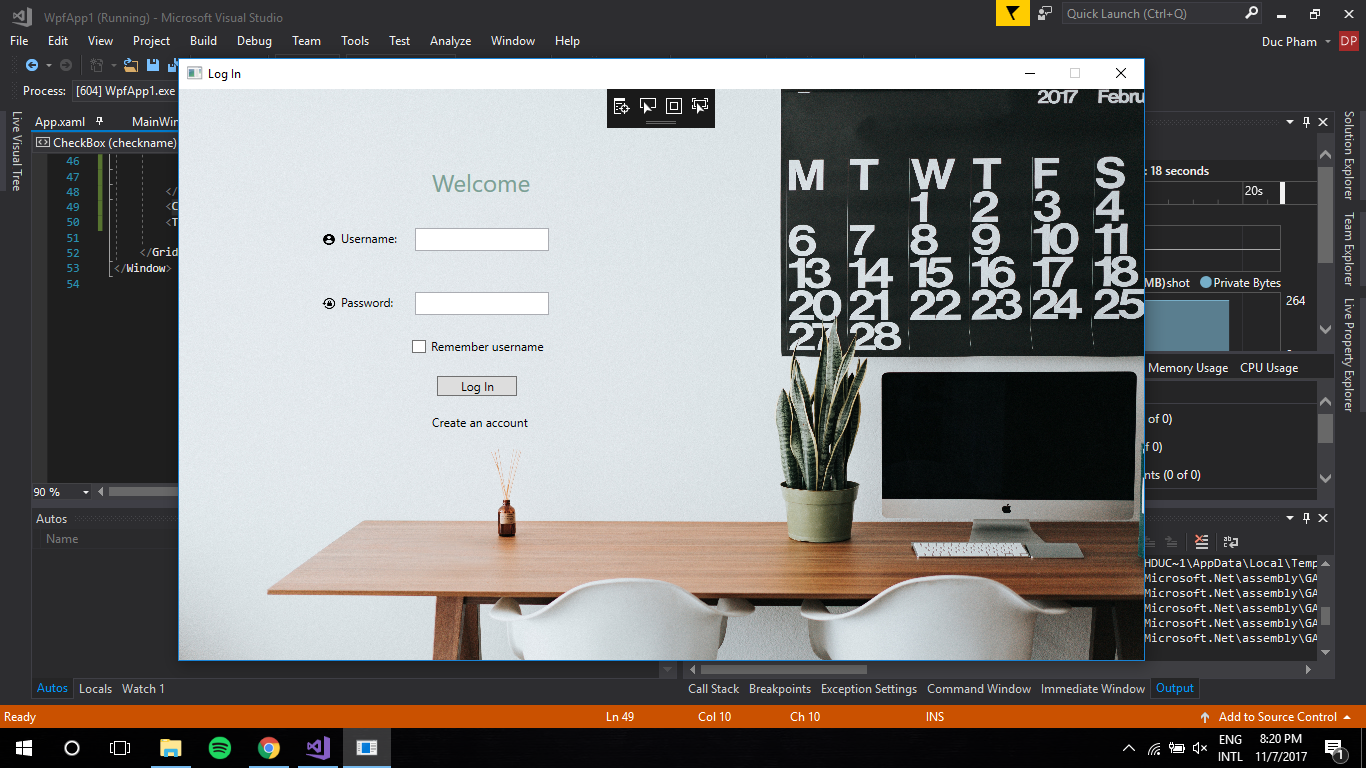 WpfApp1 (Running) - Microsoft Visual Studio
Quick Launch (Ctrl+Q)
File Edit View Project Build Debug Team Tools Test Analyze Window Help
Duc Pham DP
Process: [604] WpfApp1.exe
Live Visual Tree
App.xaml MainWin
CheckBox (checkname)
46
47
48 </
49 <C
50 <T
51
52 </Grid
53 </Window>
54
90 %
Autos
Name
Log In
Welcome
Username:
Password:
Remember username
Log In
Create an account
2017 Febru
M T W T F S
1 2 3 4
6 7 8 9 10 11
13 14 15 16 17 18
20 21 22 23 24 25
27 28
: 18 seconds
20s
MB)shot Private Bytes
264
Memory Usage CPU Usage
of 0)
f 0)
nts (0 of 0)
Solution Explorer
Team Explorer
Live Property Explorer
HDUC~1\AppData\Local\Temp
Microsoft.Net\assembly\GA
Microsoft.Net\assembly\GA
Microsoft.Net\assembly\GA
Microsoft.Net\assembly\GA
Microsoft.Net\assembly\GA
Autos Locals Watch 1
Call Stack Breakpoints Exception Settings Command Window Immediate Window Output
Ready Ln 49 Col 10 Ch 10 INS Add to Source Control
ENG 8:20 PM
INTL 11/7/2017
1